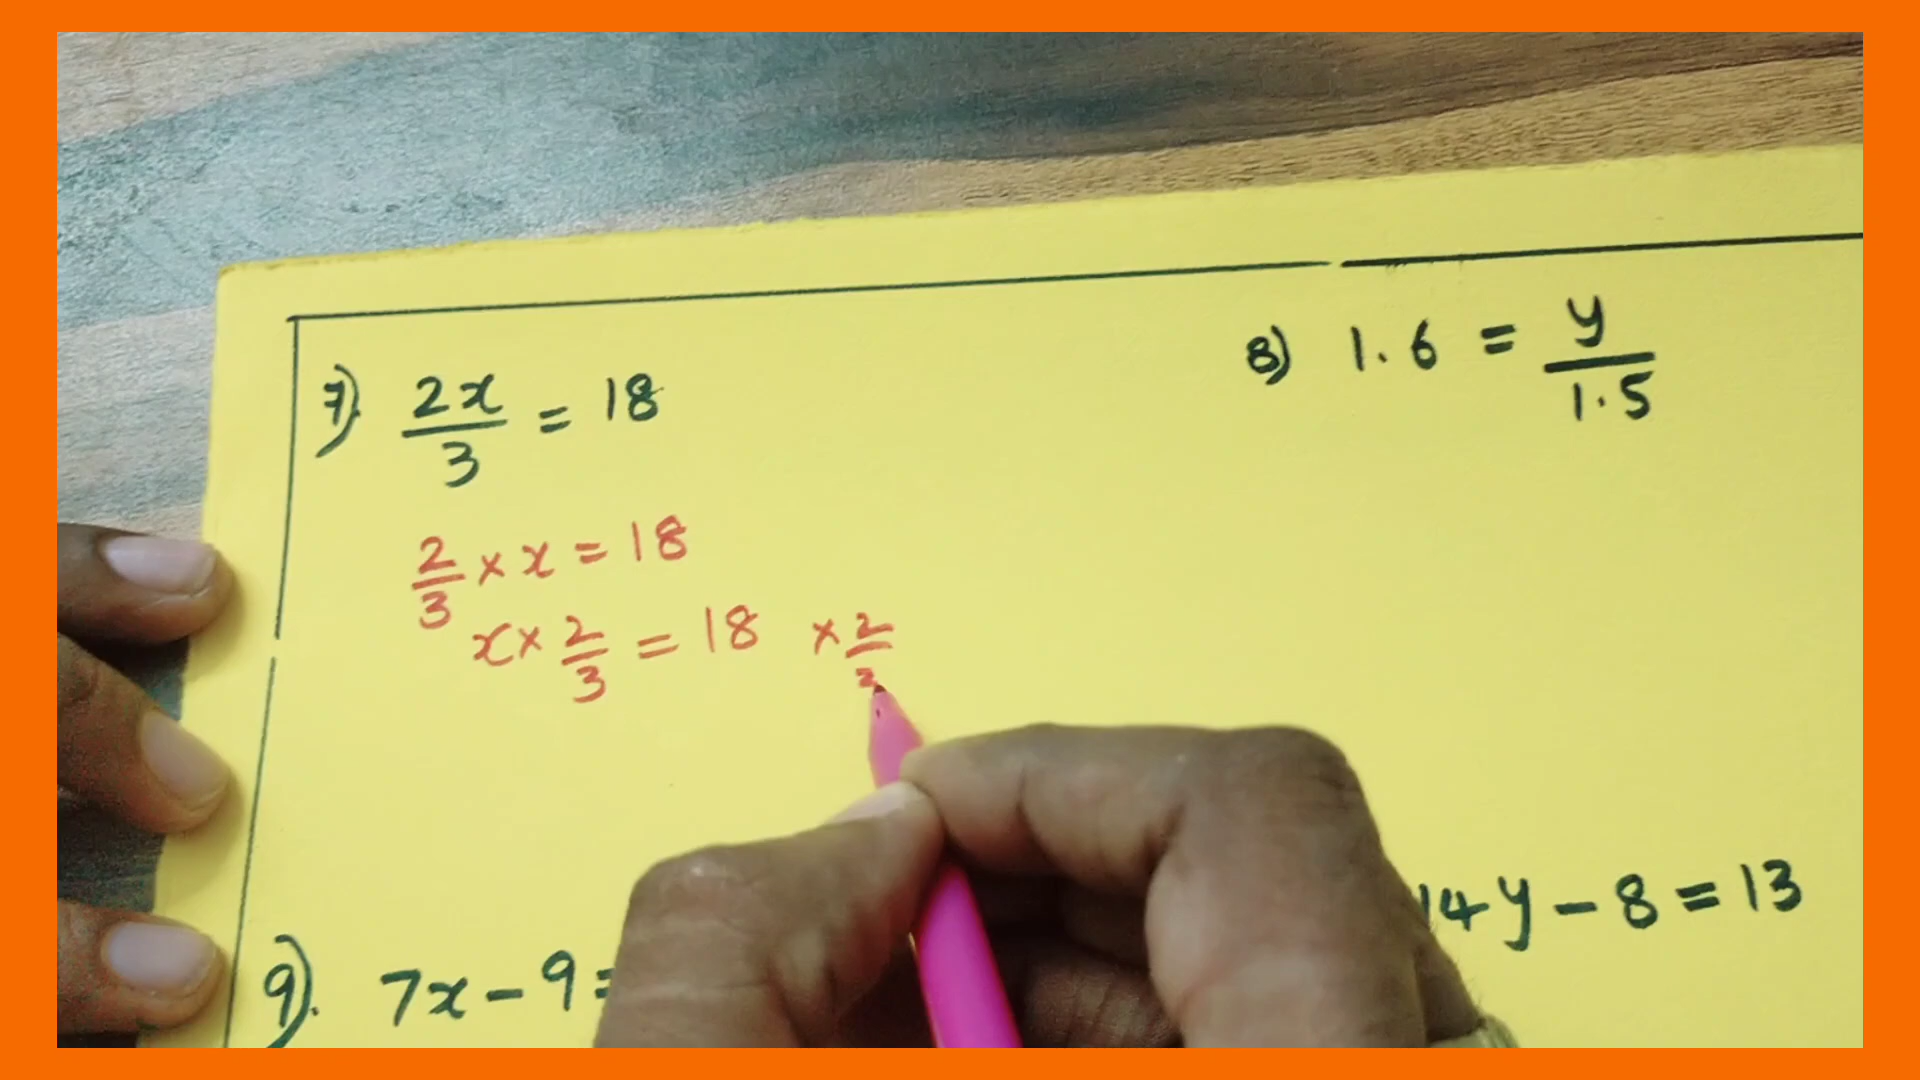 7). 2x/3 = 18
2/3 × x = 18
x × 2/3 = 18 × 2/3
8) 1.6 = y/1.5
9). 7x - 9 =
14y - 8 = 13